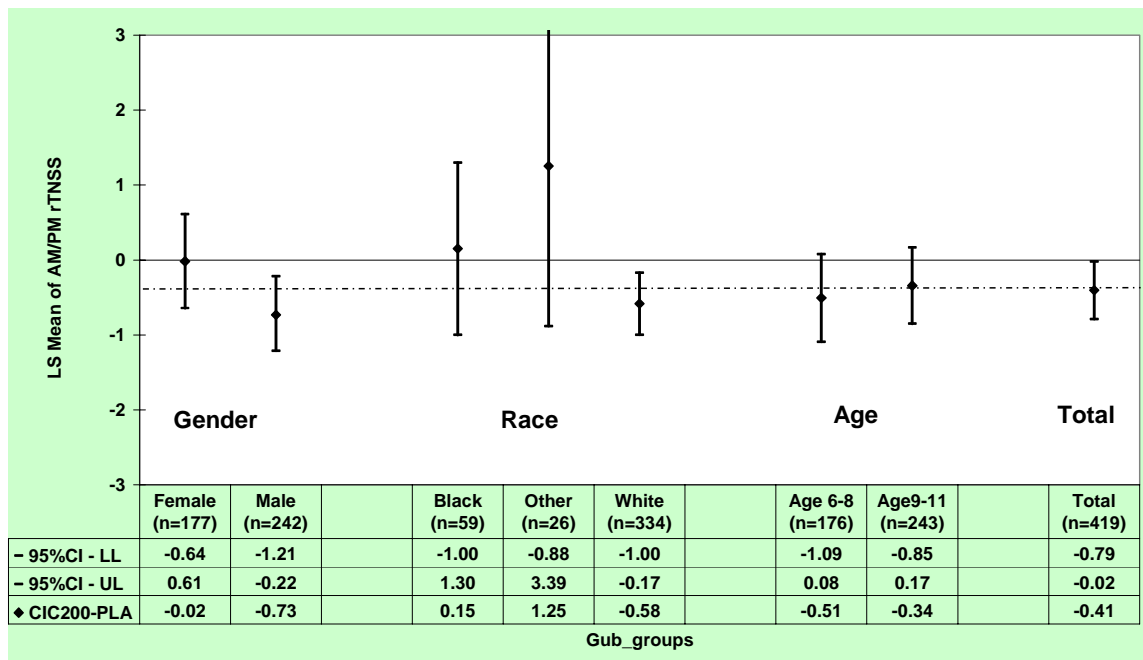 3
2
1
0
-1
-2
-3
LS Mean of AM/PM rTNSS
Gender Race Age Total
Female Male Black Other White Age 6-8 Age9-11 Total
(n=177) (n=242) (n=59) (n=26) (n=334) (n=176) (n=243) (n=419)
95%CI - LL -0.64 -1.21 -1.00 -0.88 -1.00 -1.09 -0.85 -0.79
95%CI - UL 0.61 -0.22 1.30 3.39 -0.17 0.08 0.17 -0.02
CIC200-PLA -0.02 -0.73 0.15 1.25 -0.58 -0.51 -0.34 -0.41
Gub_groups